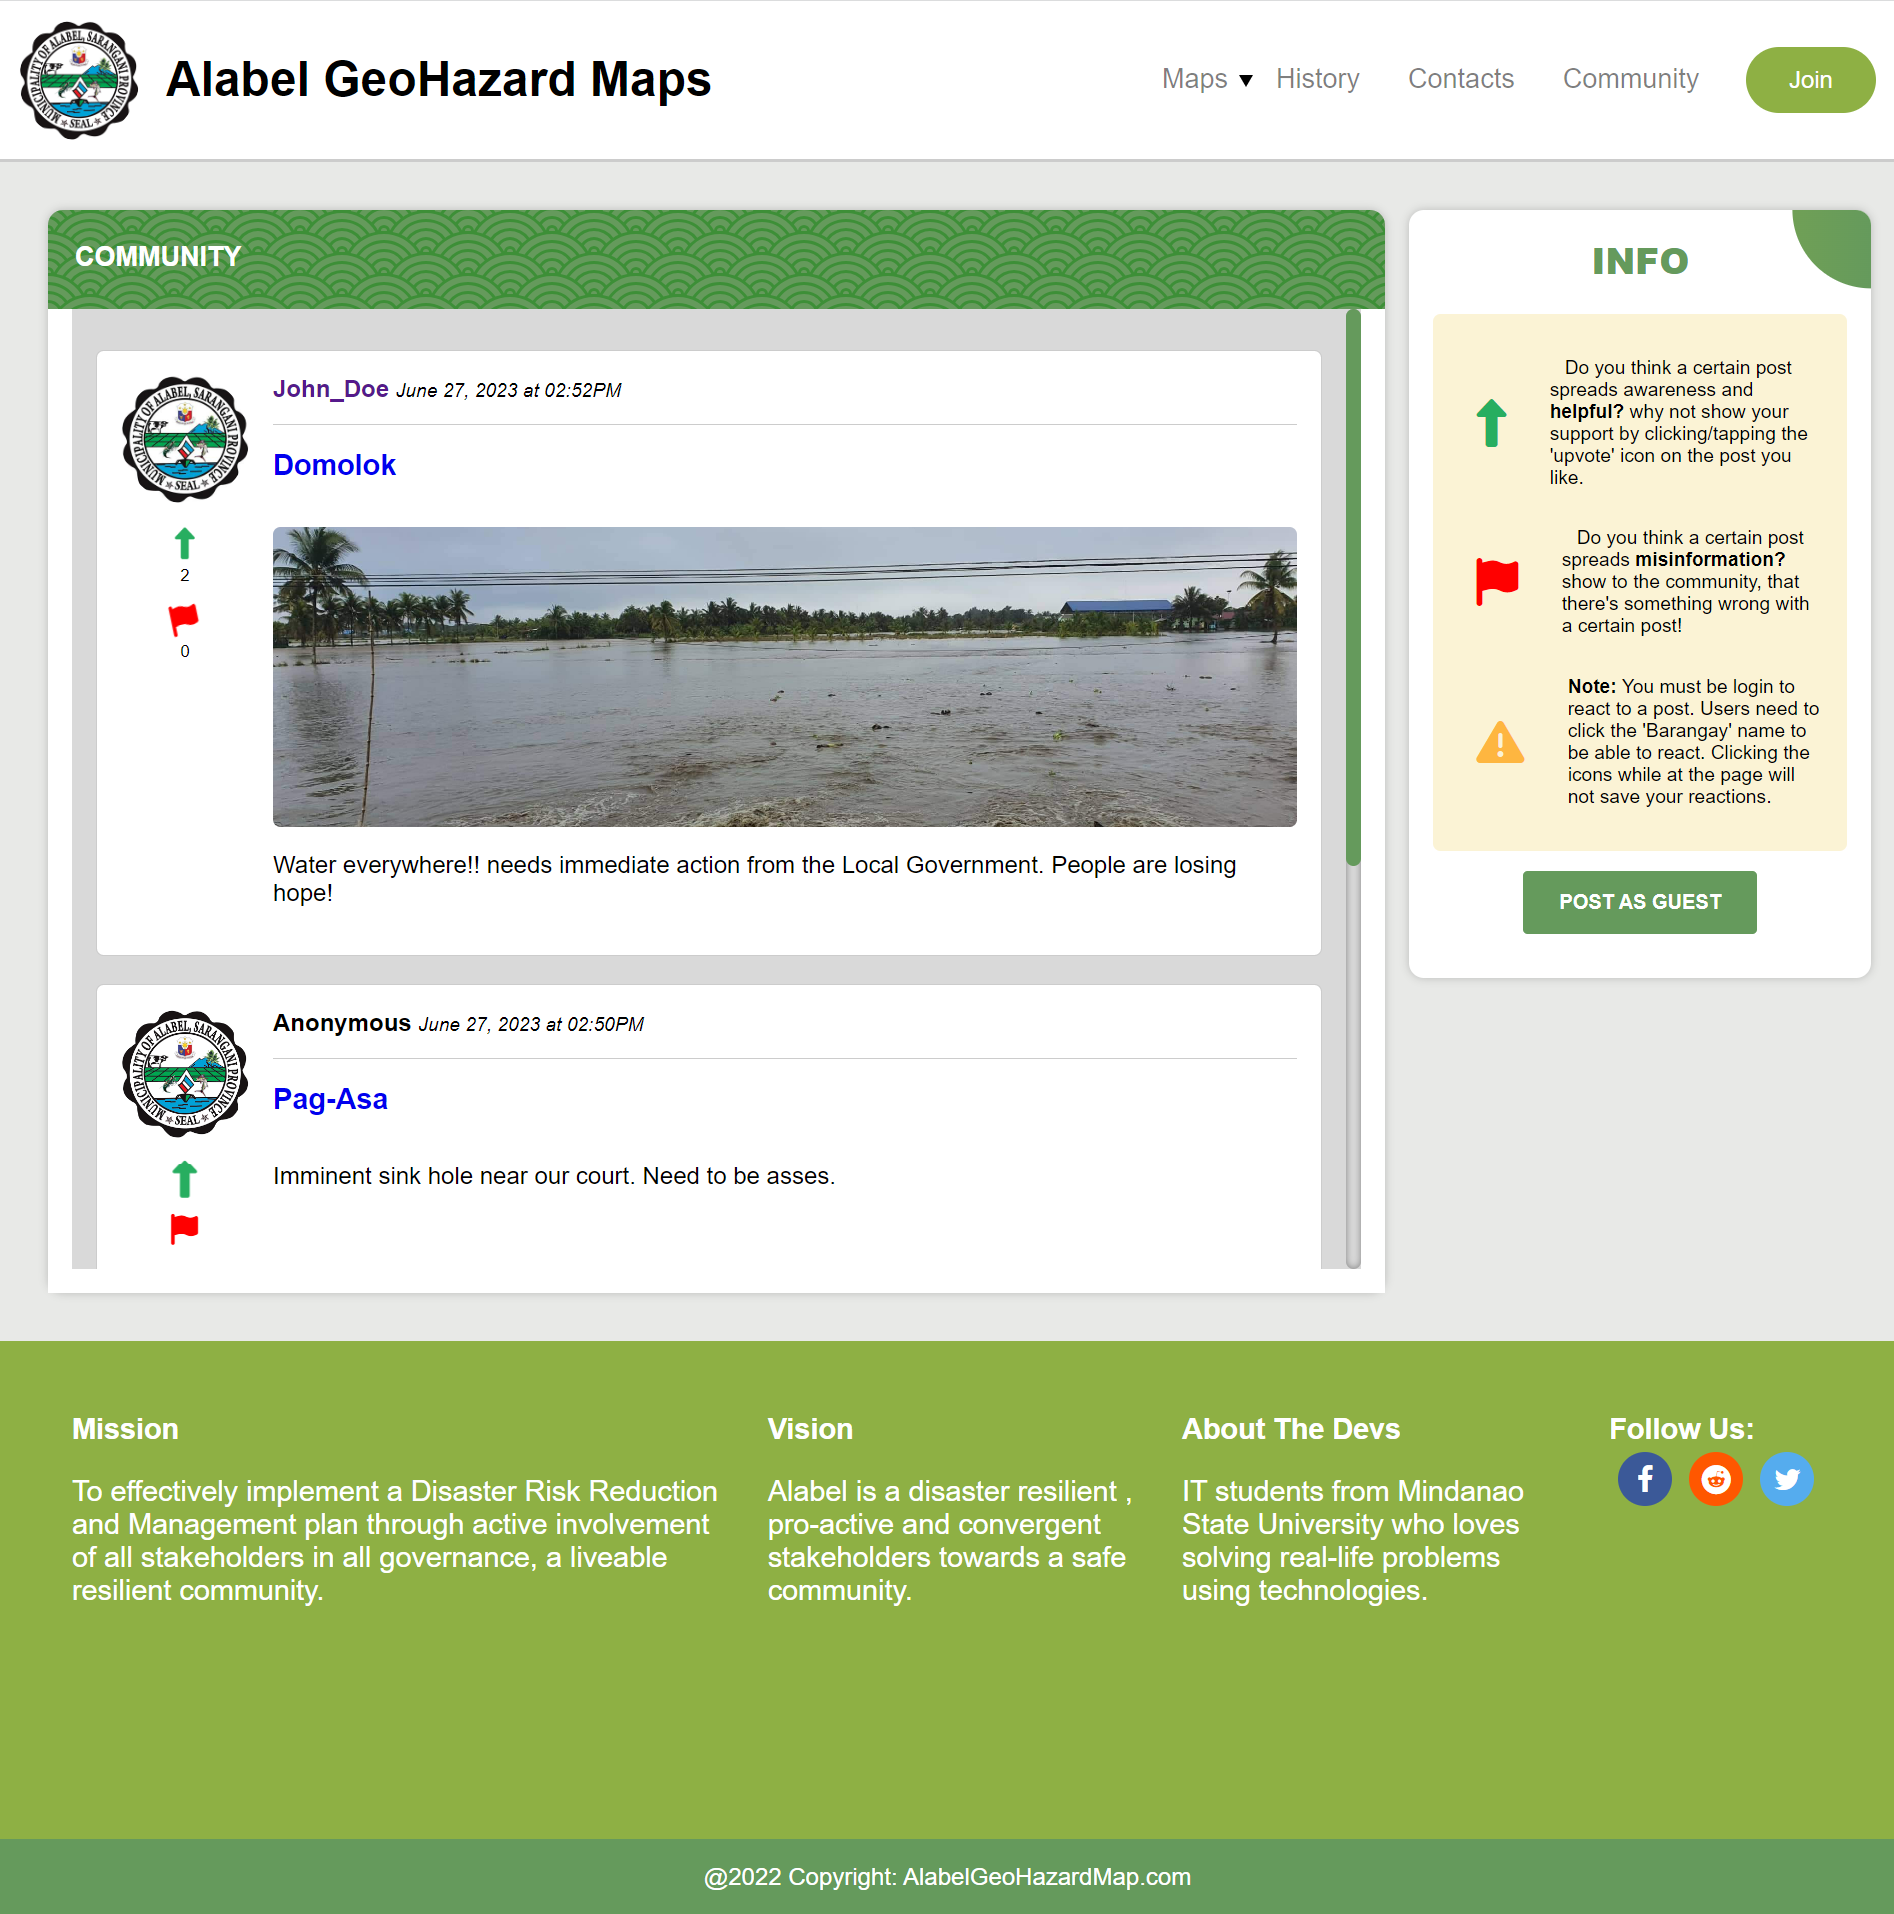 MUNICIPALITY OF ALABEL, SARANGANI PROVINCE
SEAL
Alabel GeoHazard Maps
Maps ▼ History Contacts Community Join
COMMUNITY
MUNICIPALITY OF ALABEL, SARANGANI PROVINCE
SEAL
John_Doe June 27, 2023 at 02:52PM
Domolok
2
0
Water everywhere!! needs immediate action from the Local Government. People are losing
hope!
MUNICIPALITY OF ALABEL, SARANGANI PROVINCE
SEAL
Anonymous June 27, 2023 at 02:50PM
Pag-Asa
Imminent sink hole near our court. Need to be asses.
INFO
Do you think a certain post
spreads awareness and
helpful? why not show your
support by clicking/tapping the
'upvote' icon on the post you
like.
Do you think a certain post
spreads misinformation?
show to the community, that
there's something wrong with
a certain post!
Note: You must be login to
react to a post. Users need to
click the 'Barangay' name to
be able to react. Clicking the
icons while at the page will
not save your reactions.
POST AS GUEST
Mission
To effectively implement a Disaster Risk Reduction
and Management plan through active involvement
of all stakeholders in all governance, a liveable
resilient community.
Vision
Alabel is a disaster resilient ,
pro-active and convergent
stakeholders towards a safe
community.
About The Devs
IT students from Mindanao
State University who loves
solving real-life problems
using technologies.
Follow Us:
@2022 Copyright: AlabelGeoHazardMap.com